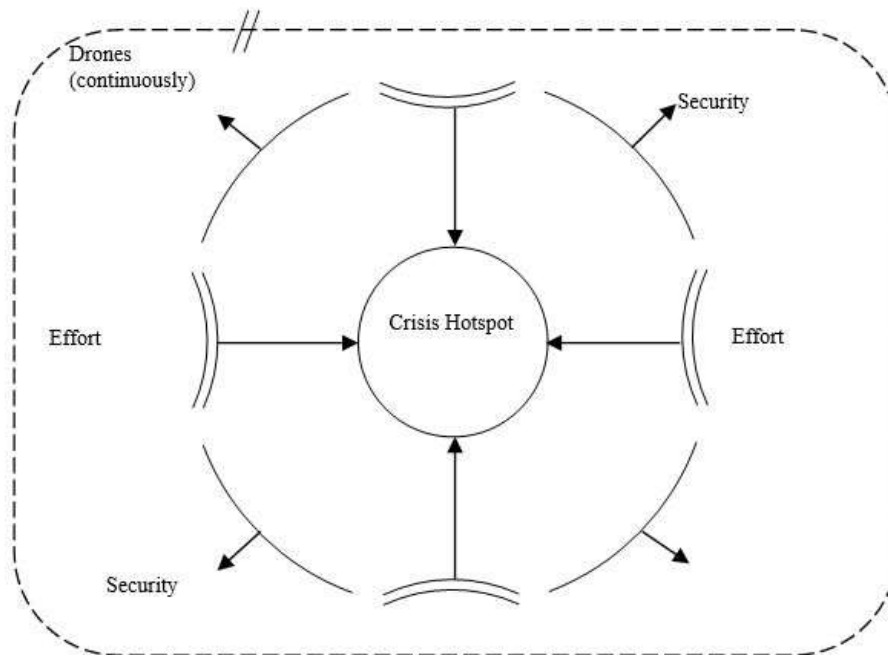 Drones
(continuously)
Security
Crisis Hotspot
Effort
Effort
Security